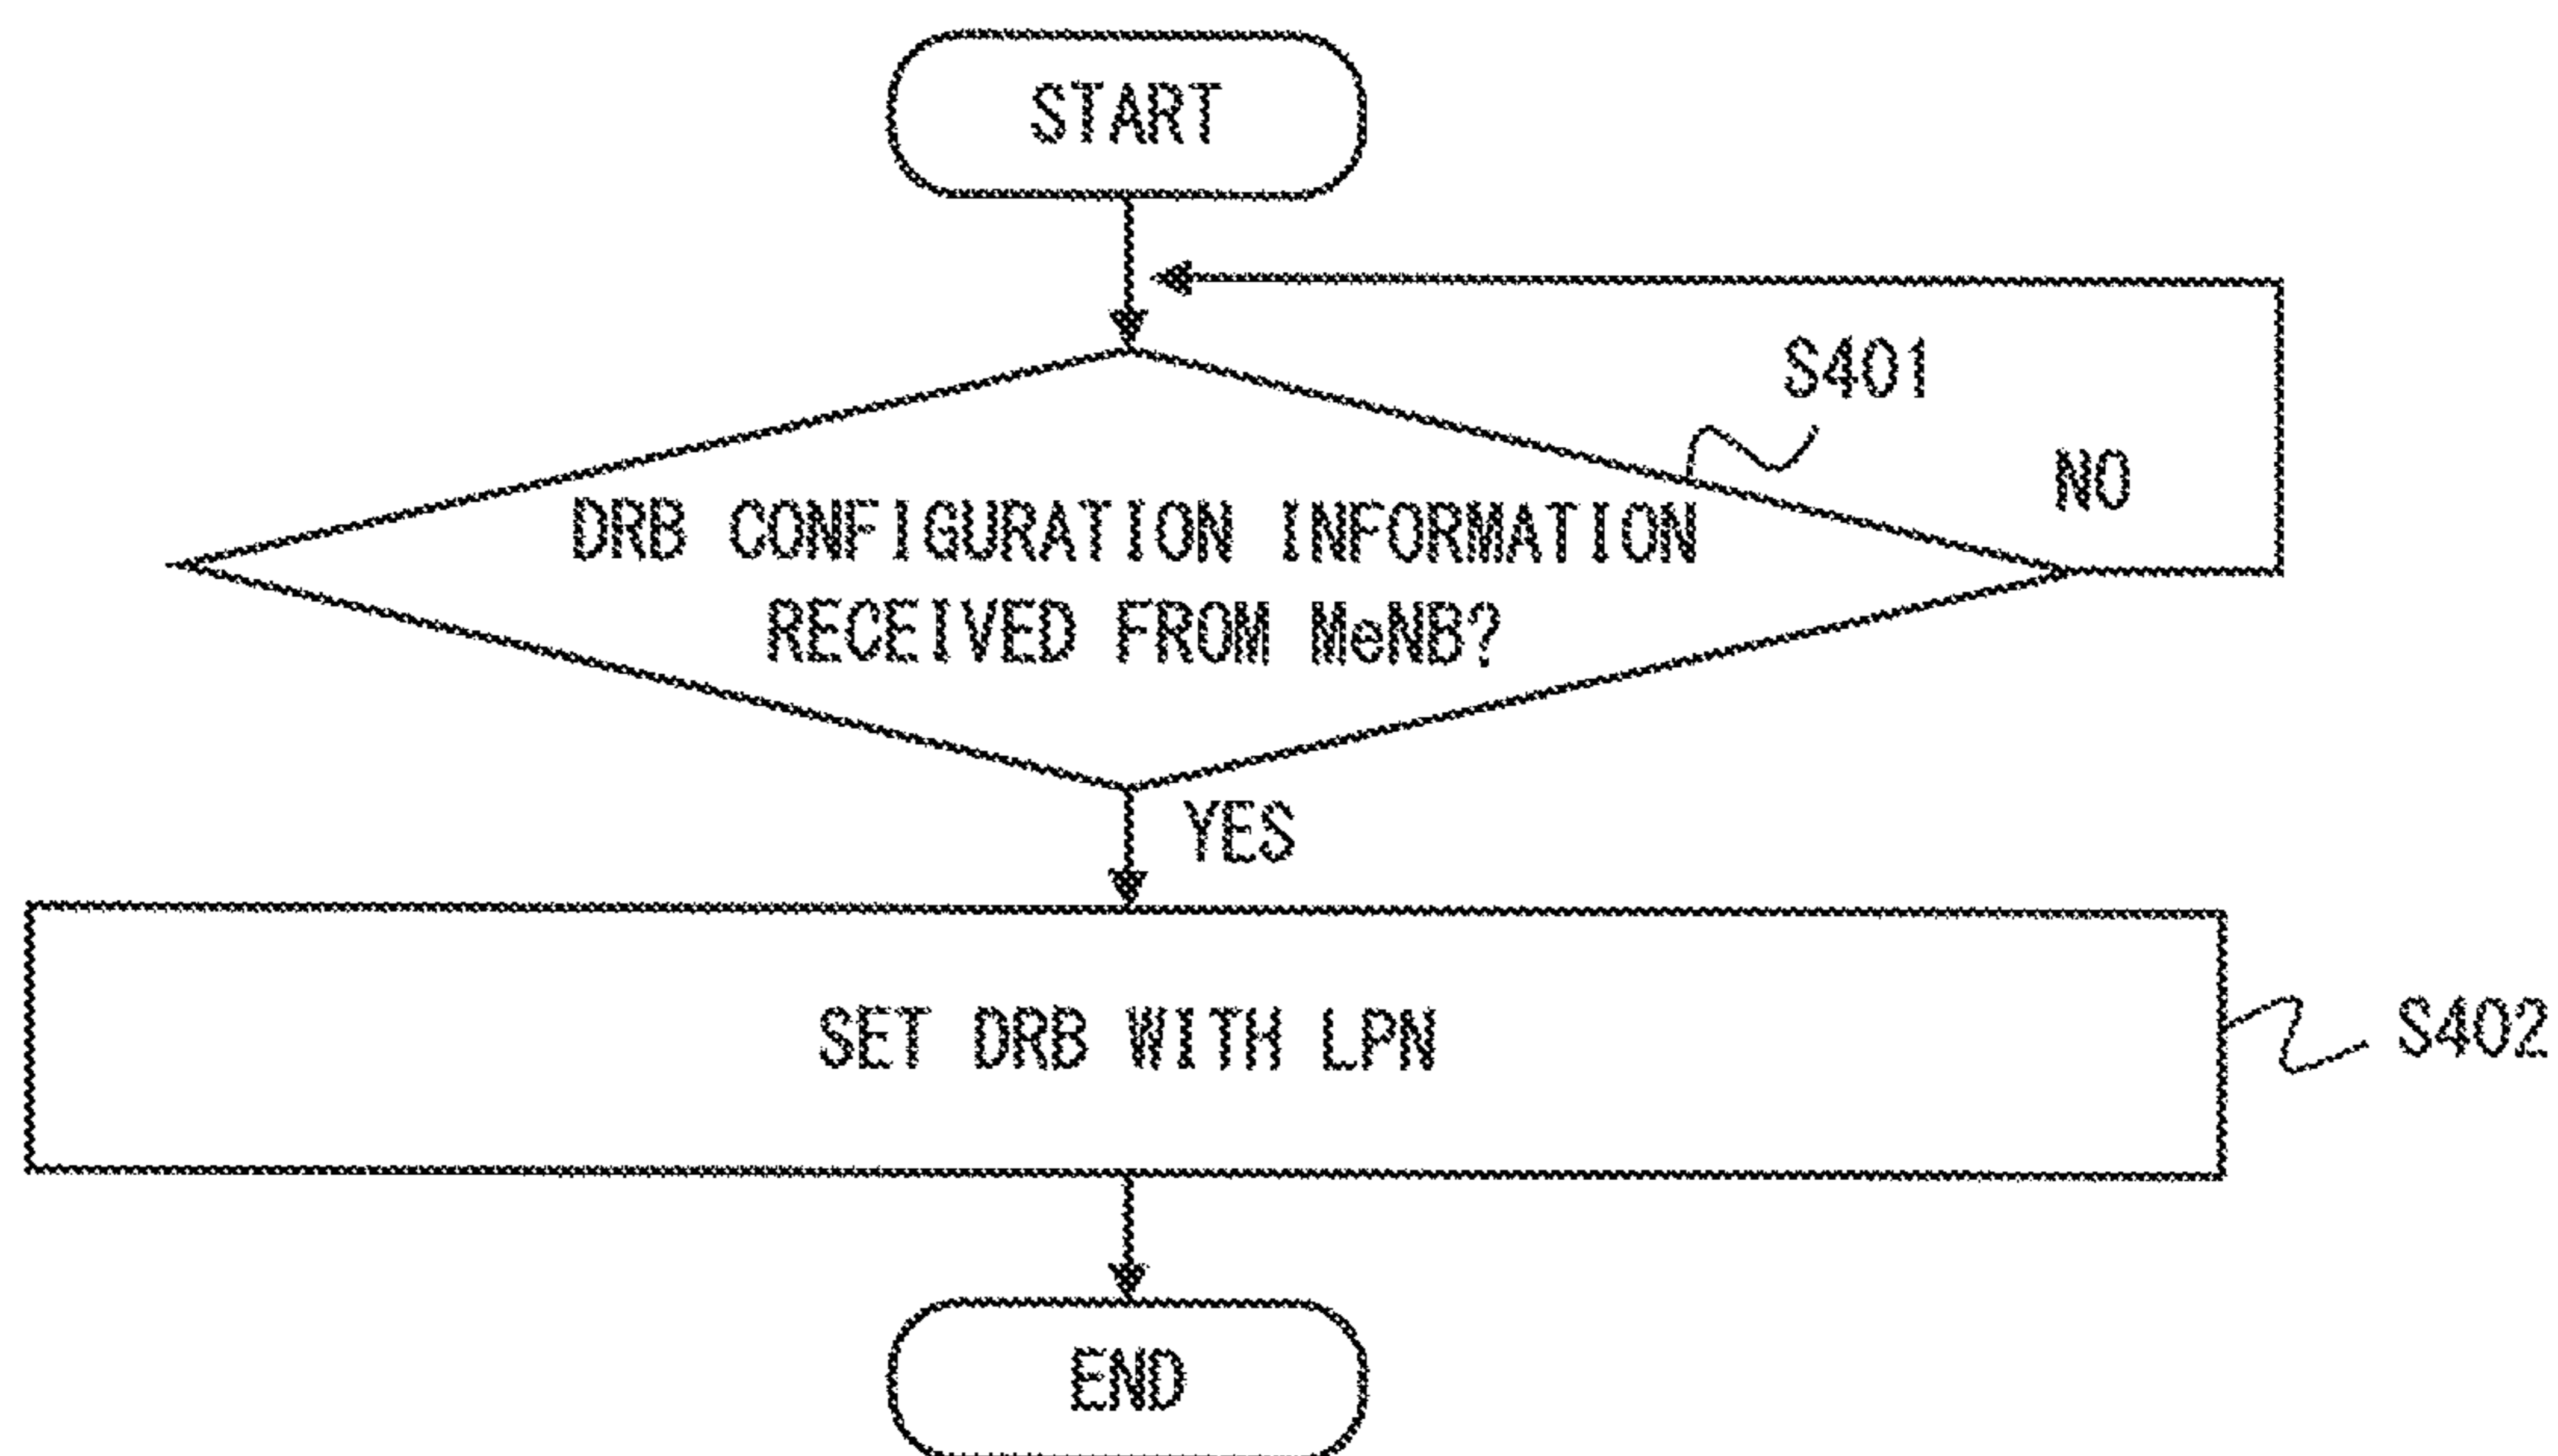 START
S401
NO
DRB CONFIGURATION INFORMATION
RECEIVED FROM MeNB?
YES
SET DRB WITH LPN
S402
END